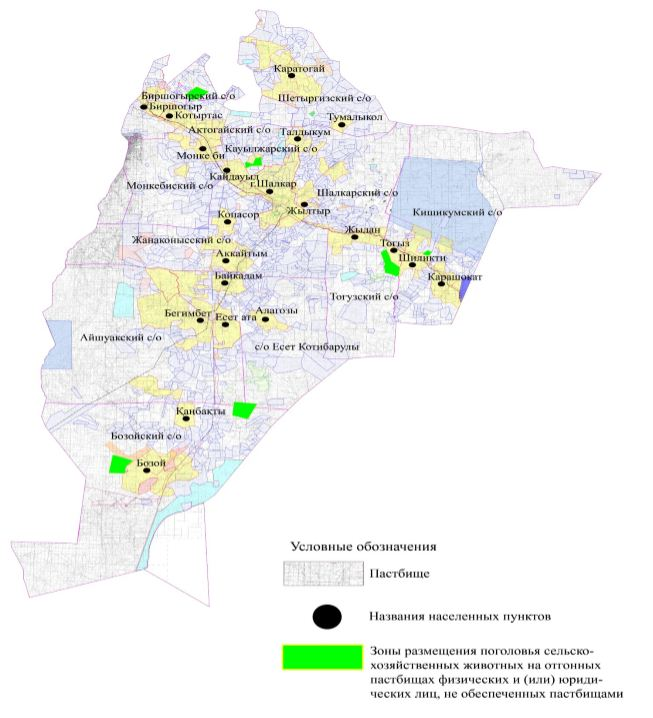 Каратогай
Биршогырский с/о
Шетыргизский с/о
Биршогыр
Котыртас
Тумалыкол
Актогайский с/о
Талдыкум
Кауылжарский с/о
Монке би
Кайдауыл
Монкебиский с/о
г.Шалкар
Шалкарский с/о
Жылтыр
Кишикумский с/о
Копасор
Жылан
Жанаконысский с/о
Тогыз
Аккайтым
Шиликти
Байкадам
Карашокат
Тогузский с/о
Бегимбет
Есет ата
Алагозы
Айшуакский с/о
с/о Есет Котибарулы
Канбакты
Бозойский с/о
Бозой
Условные обозначения
Пастбище
Названия населенных пунктов
Зоны размещения поголовья сельско-
хозяйственных животных на отгонных
пастбищах физических и (или) юриди-
ческих лиц, не обеспеченных пастбищами